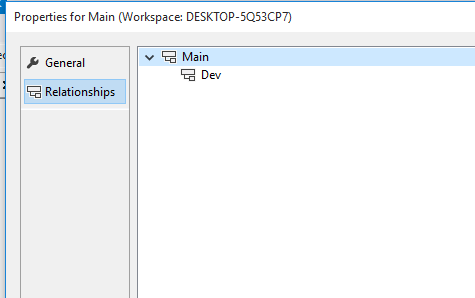 Properties for Main (Workspace: DESKTOP-5Q53CP7)
General
Relationships
Main
Dev